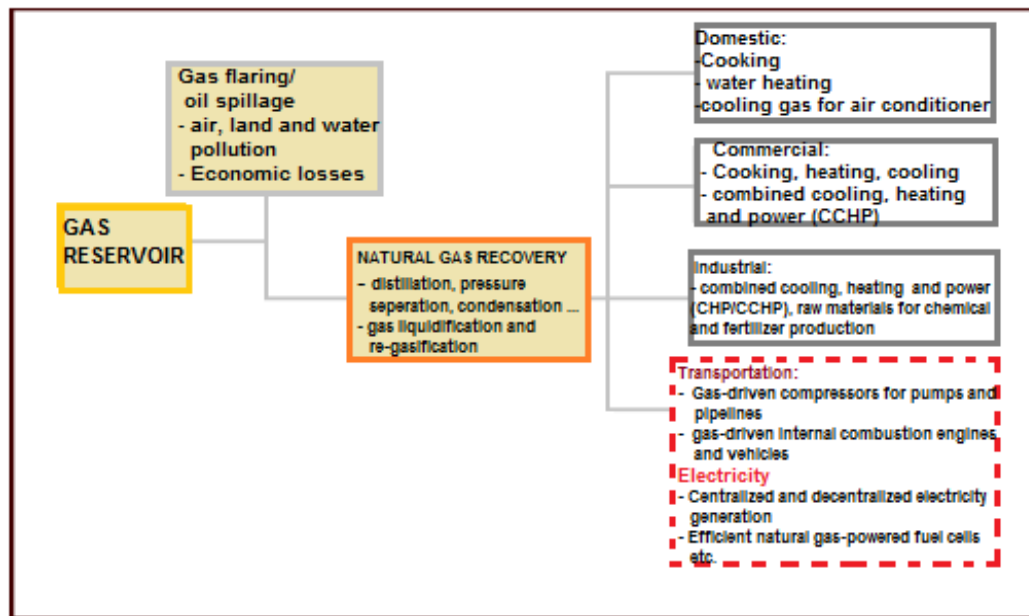 Gas flaring/
oil spillage
- air, land and water
pollution
- Economic losses
GAS
RESERVOIR
NATURAL GAS RECOVERY
- distillation, pressure
seperation, condensation ...
- gas liquidification and
re-gasification
Domestic:
-Cooking
- water heating
-cooling gas for air conditioner
Commercial:
- Cooking, heating, cooling
- combined cooling, heating
and power (CCHP)
Industrial:
- combined cooling, heating and power
(CHP/CCHP), raw materials for chemical
and fertilizer production
Transportation:
- Gas-driven compressors for pumps and
pipelines
- gas-driven internal combustion engines
and vehicles
Electricity
- Centralized and decentralized electricity
generation
- Efficient natural gas-powered fuel cells
etc.